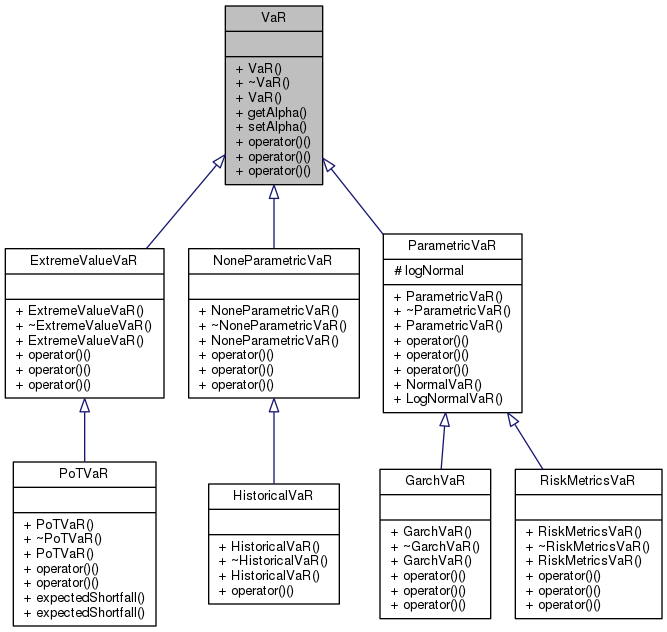 VaR
+ VaR()
+ ~VaR()
+ VaR()
+ getAlpha()
+ setAlpha()
+ operator()()
+ operator()()
+ operator()()
ExtremeValueVaR
+ ExtremeValueVaR()
+ ~ExtremeValueVaR()
+ ExtremeValueVaR()
+ operator()()
+ operator()()
+ operator()()
NoneParametricVaR
+ NoneParametricVaR()
+ ~NoneParametricVaR()
+ NoneParametricVaR()
+ operator()()
+ operator()()
+ operator()()
ParametricVaR
# logNormal
+ ParametricVaR()
+ ~ParametricVaR()
+ ParametricVaR()
+ operator()()
+ operator()()
+ operator()()
+ NormalVaR()
+ LogNormalVaR()
PoTVaR
+ PoTVaR()
+ ~PoTVaR()
+ PoTVaR()
+ operator()()
+ operator()()
+ expectedShortfall()
+ expectedShortfall()
HistoricalVaR
+ HistoricalVaR()
+ ~HistoricalVaR()
+ HistoricalVaR()
+ operator()()
GarchVaR
+ GarchVaR()
+ ~GarchVaR()
+ GarchVaR()
+ operator()()
+ operator()()
+ operator()()
RiskMetricsVaR
+ RiskMetricsVaR()
+ ~RiskMetricsVaR()
+ RiskMetricsVaR()
+ operator()()
+ operator()()
+ operator()()